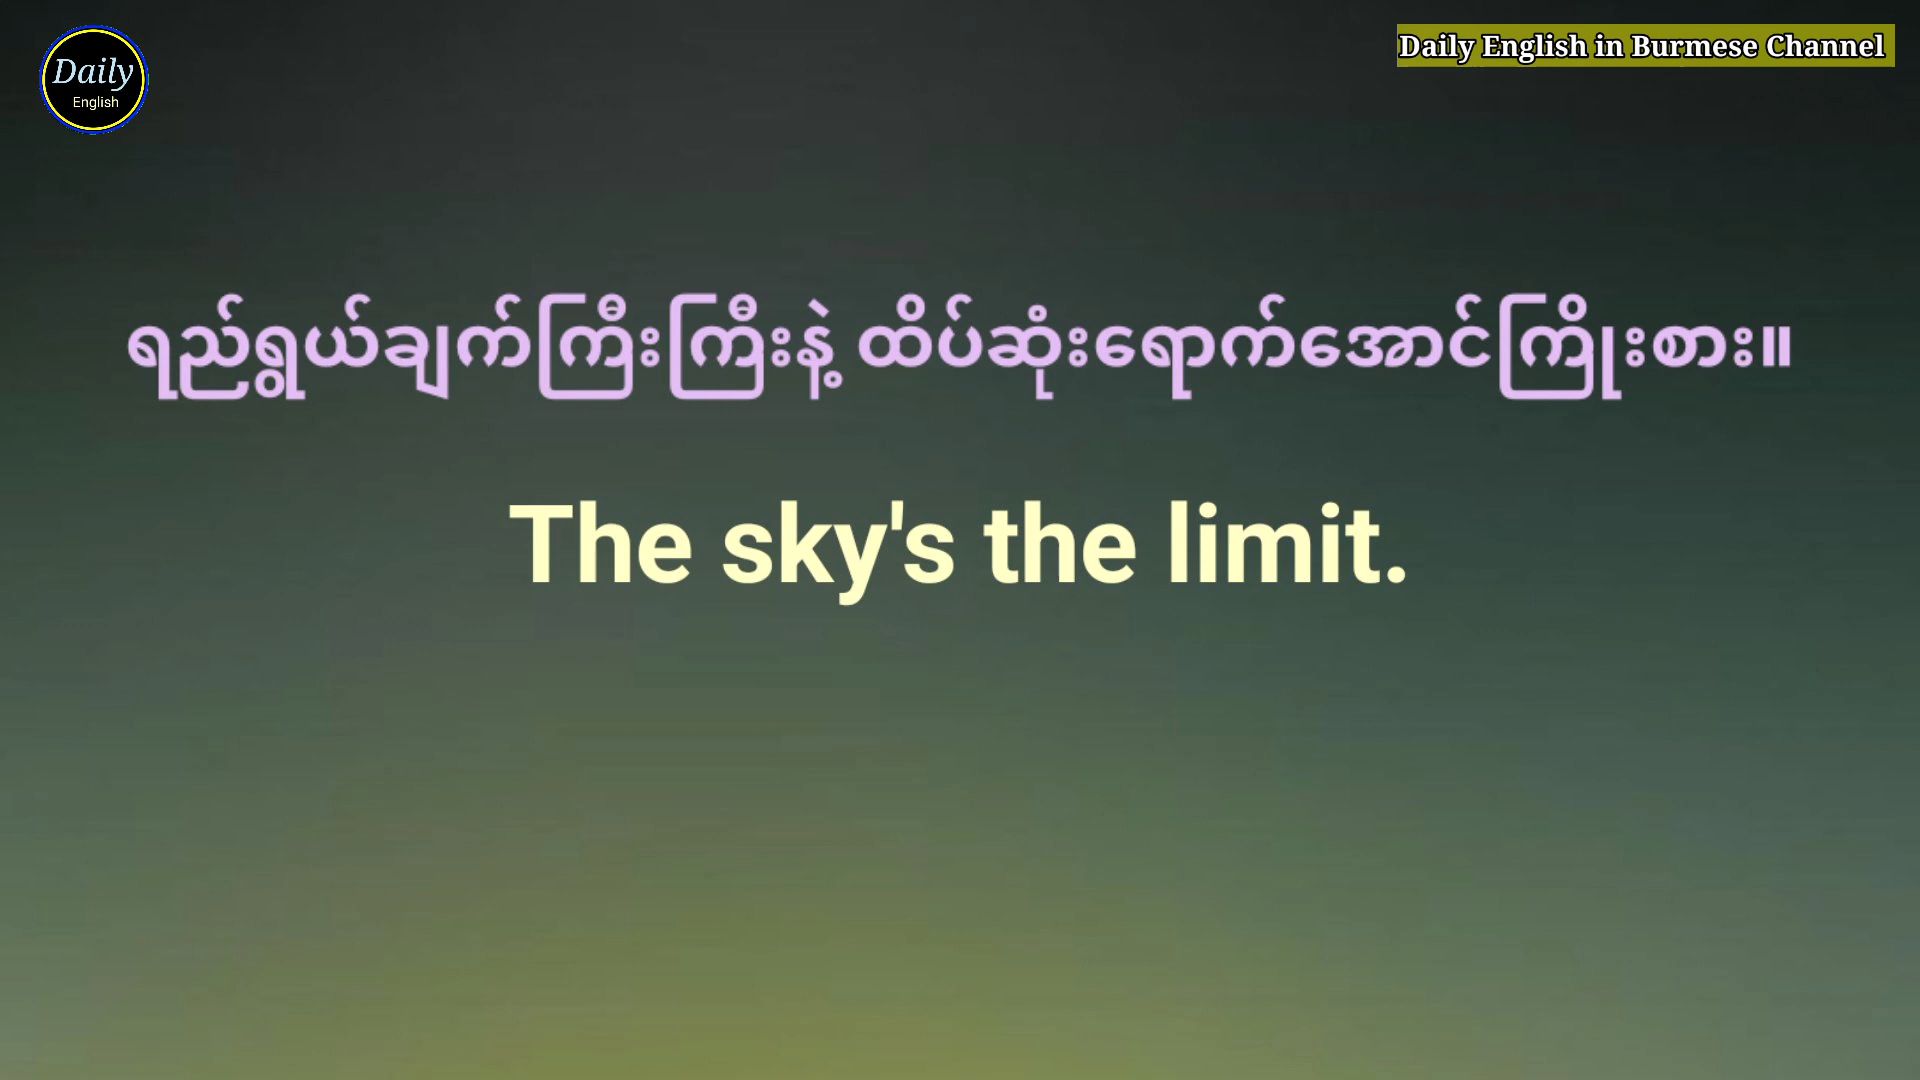 Daily
English
Daily English in Burmese Channel
ရည်ရွယ်ချက်ကြီးကြီးနဲ့ ထိပ်ဆုံးရောက်အောင်ကြိုးစား။
The sky's the limit.